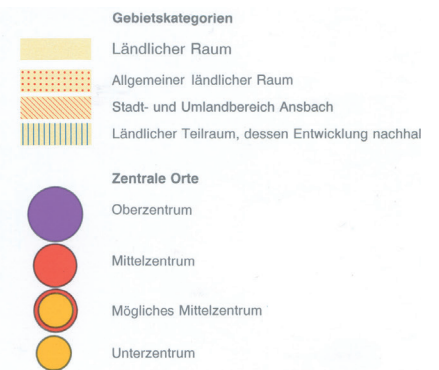 Gebietskategorien
Ländlicher Raum
Allgemeiner ländlicher Raum
Stadt- und Umlandbereich Ansbach
Ländlicher Teilraum, dessen Entwicklung nachhal
Zentrale Orte
Oberzentrum
Mittelzentrum
Mögliches Mittelzentrum
Unterzentrum